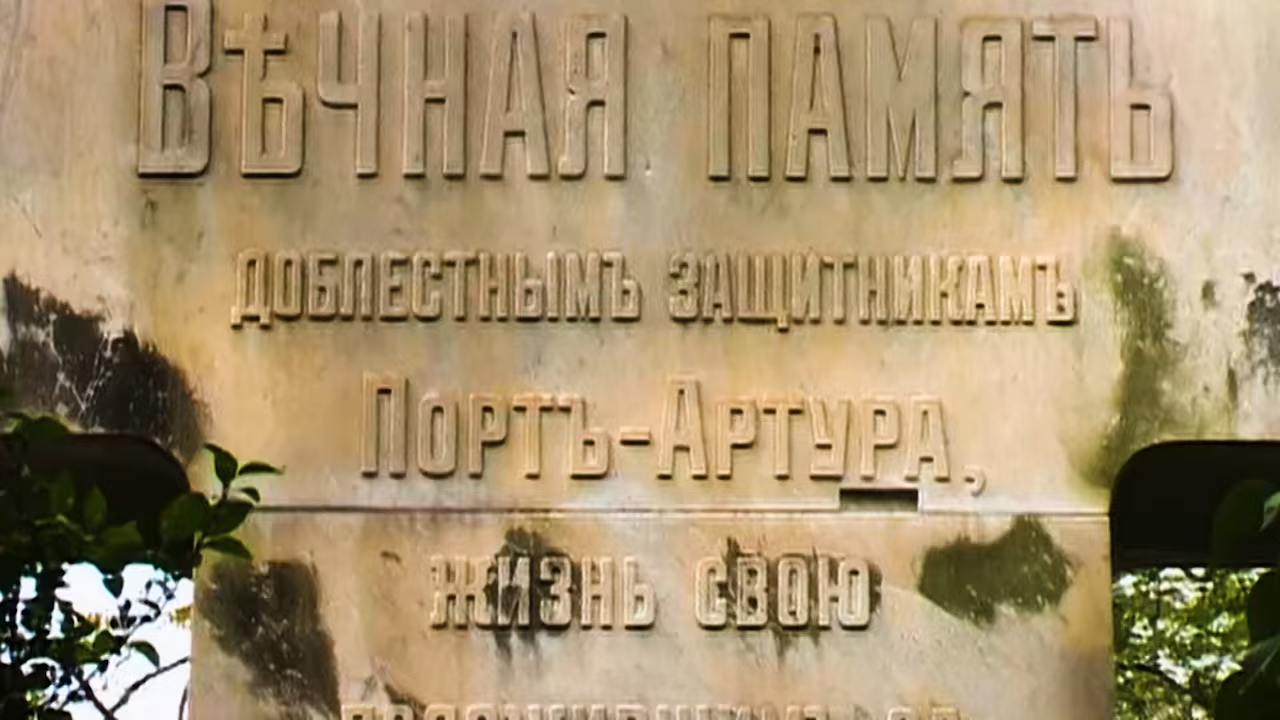 Вѣчная память
доблестнымъ защитникамъ
Портъ-Артура,
жизнь свою